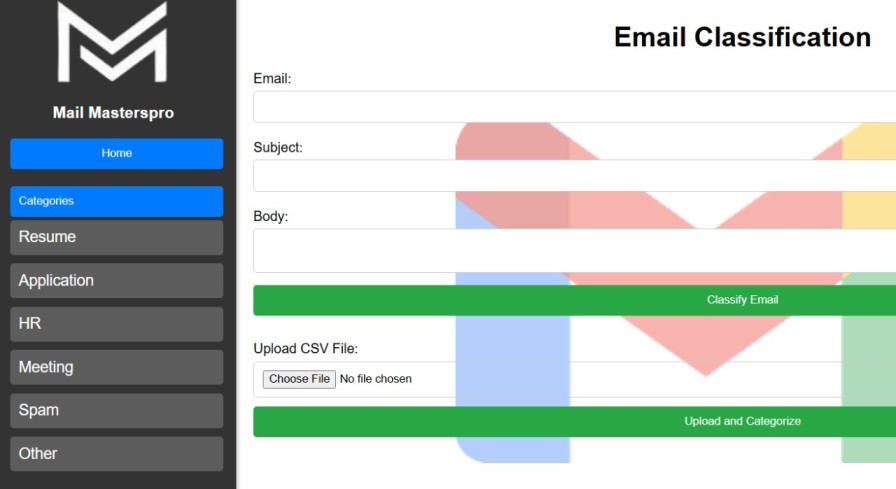 Mail Masterspro
Home
Categories
Resume
Application
HR
Meeting
Spam
Other
Email Classification
Email:
Subject:
Body:
Classify Email
Upload CSV File:
Choose File No file chosen
Upload and Categorize